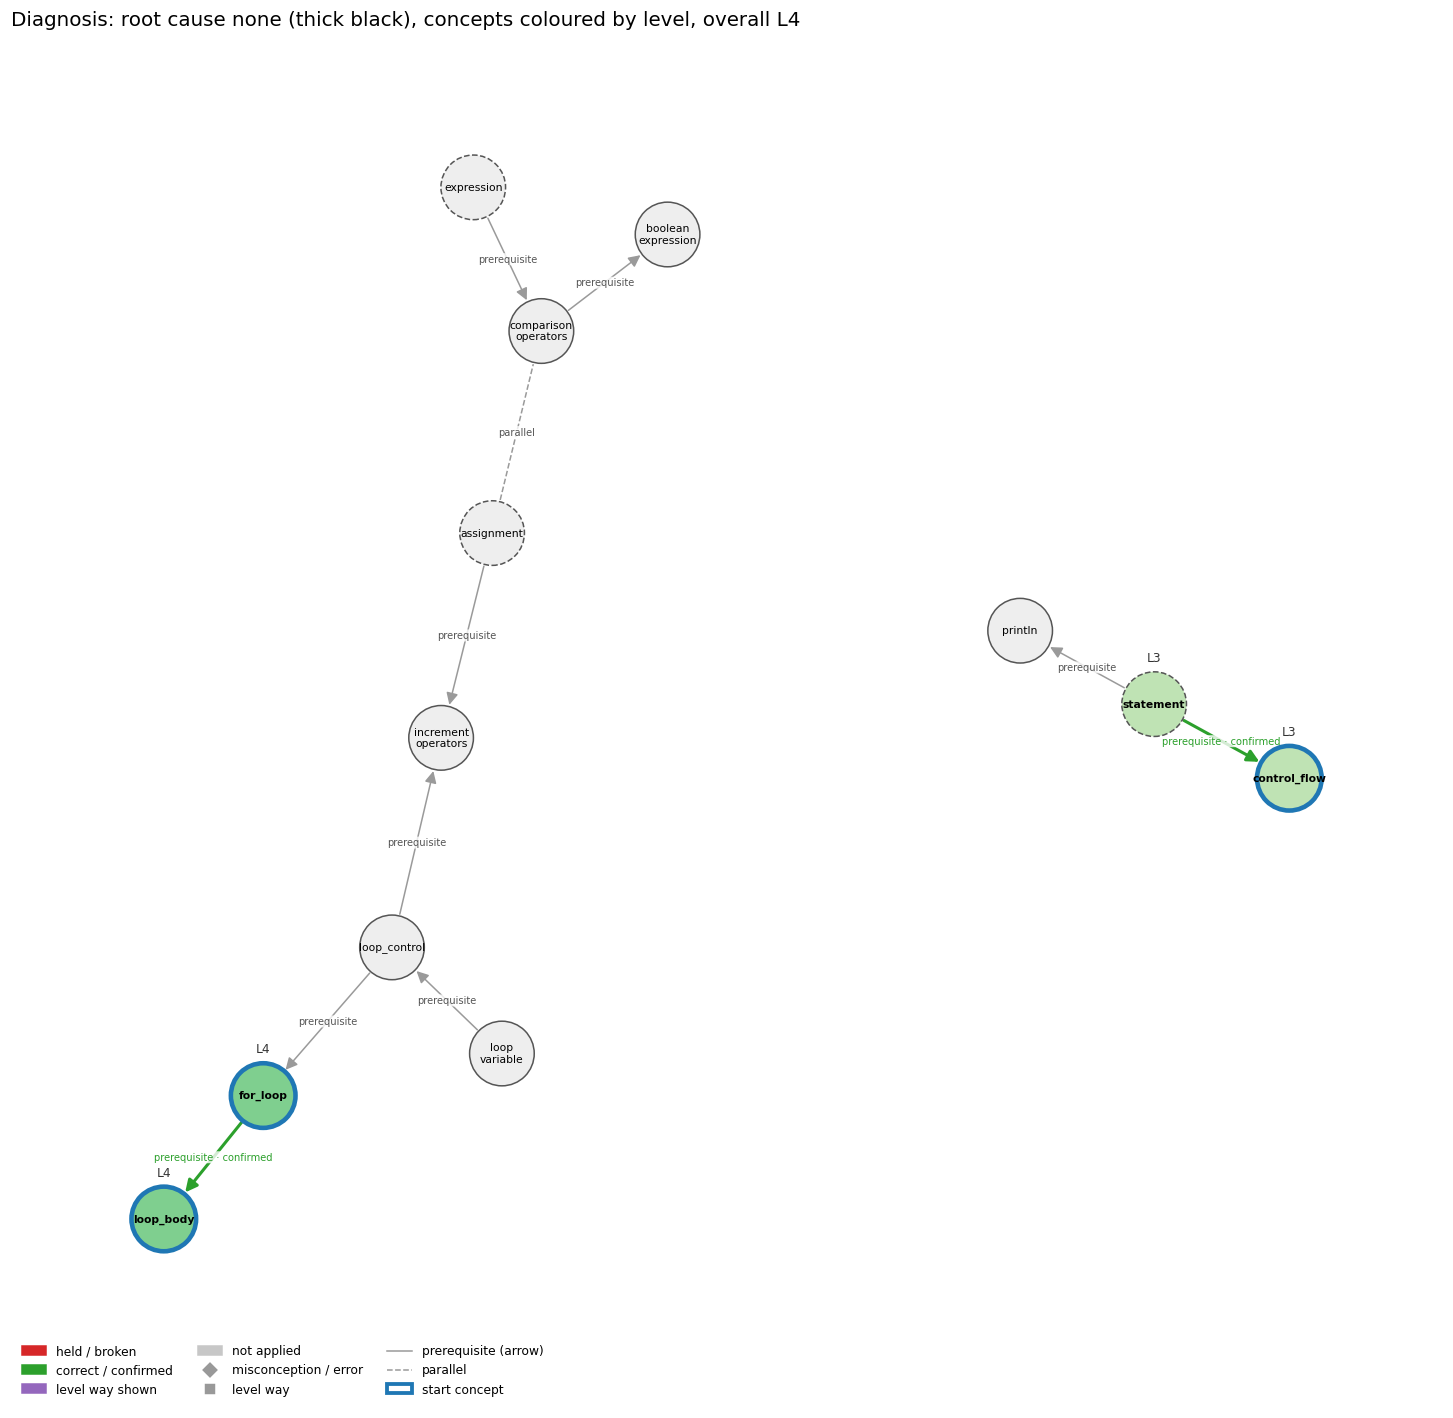 Diagnosis: root cause none (thick black), concepts coloured by level, overall L4
expression
boolean
expression
prerequisite
prerequisite
comparison
operators
parallel
assignment
println
prerequisite
prerequisite
L3
statement
prerequisite · confirmed
L3
control_flow
increment
operators
prerequisite
loop_control
prerequisite
prerequisite
loop
variable
L4
for_loop
prerequisite · confirmed
L4
loop_body
held / broken
correct / confirmed
level way shown
not applied
misconception / error
level way
prerequisite (arrow)
parallel
start concept